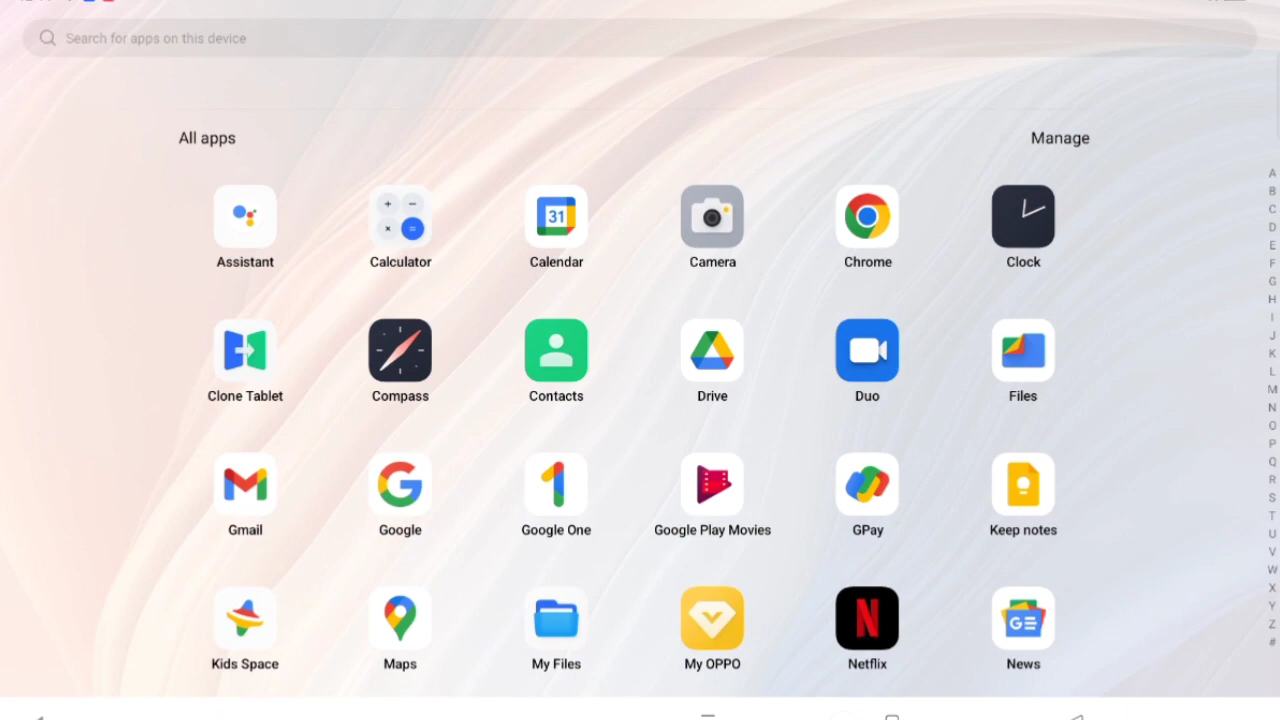 Search for apps on this device
All apps
Manage
31
Assistant
Calculator
Calendar
Camera
Chrome
Clock
Clone Tablet
Compass
Contacts
Drive
Duo
Files
Gmail
Google
Google One
Google Play Movies
GPay
Keep notes
Kids Space
Maps
My Files
My OPPO
Netflix
News
A
B
C
D
E
F
G
H
I
J
K
L
M
N
O
P
Q
R
S
T
U
V
W
X
Y
Z
#